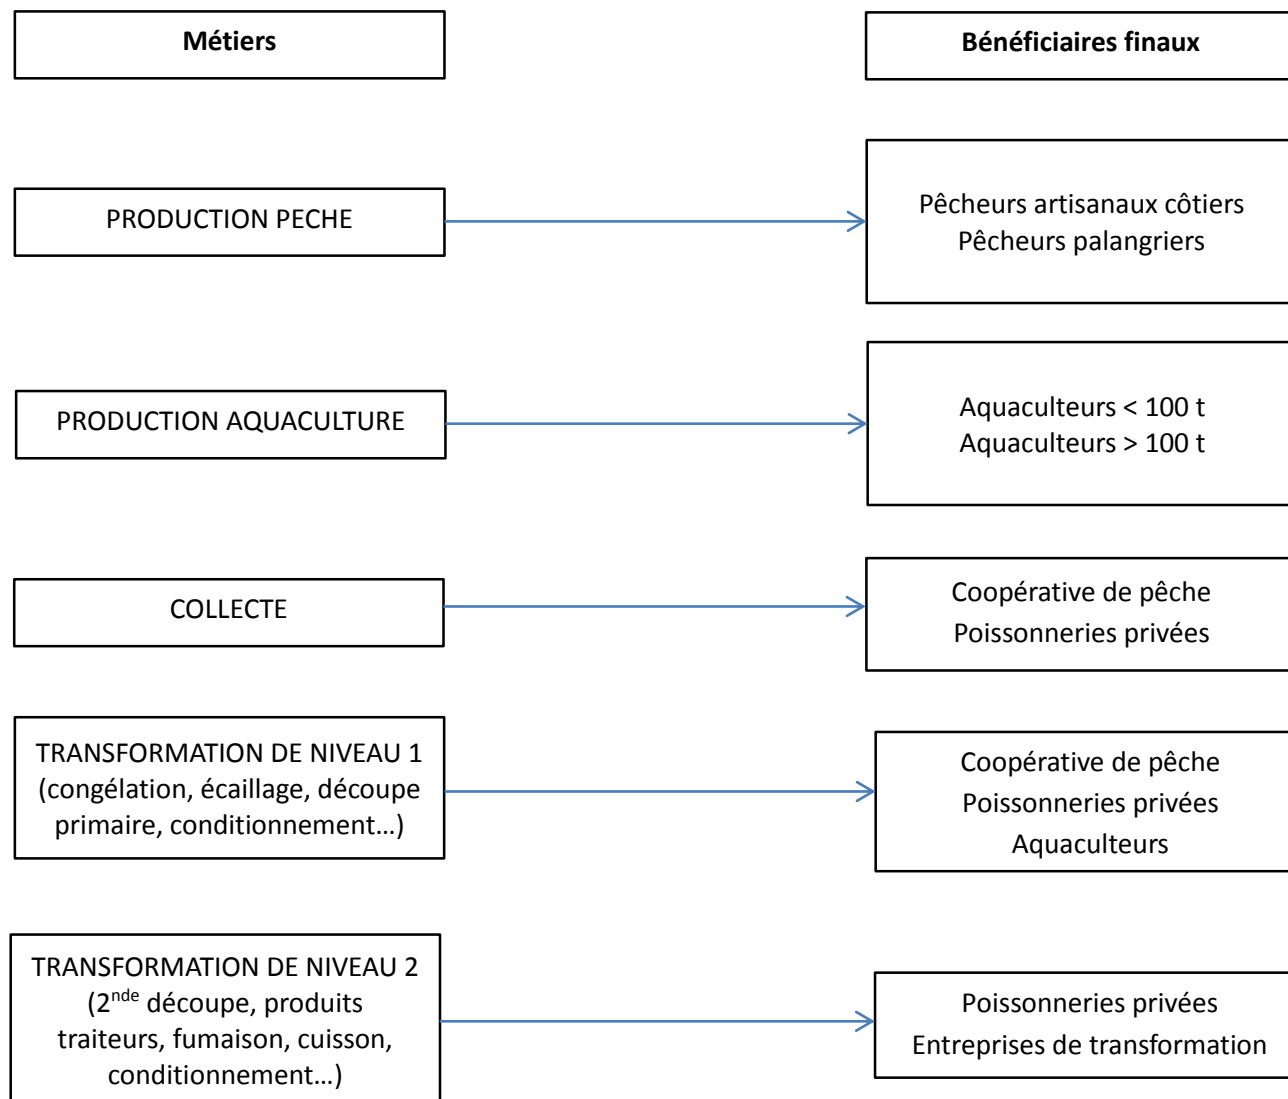 Métiers
Bénéficiaires finaux
PRODUCTION PECHE
Pêcheurs artisanaux côtiers
Pêcheurs palangriers
PRODUCTION AQUACULTURE
Aquaculteurs < 100 t
Aquaculteurs > 100 t
COLLECTE
Coopérative de pêche
Poissonneries privées
TRANSFORMATION DE NIVEAU 1
(congélation, écaillage, découpe
primaire, conditionnement…)
Coopérative de pêche
Poissonneries privées
Aquaculteurs
TRANSFORMATION DE NIVEAU 2
(2nde découpe, produits
traiteurs, fumaison, cuisson,
conditionnement…)
Poissonneries privées
Entreprises de transformation